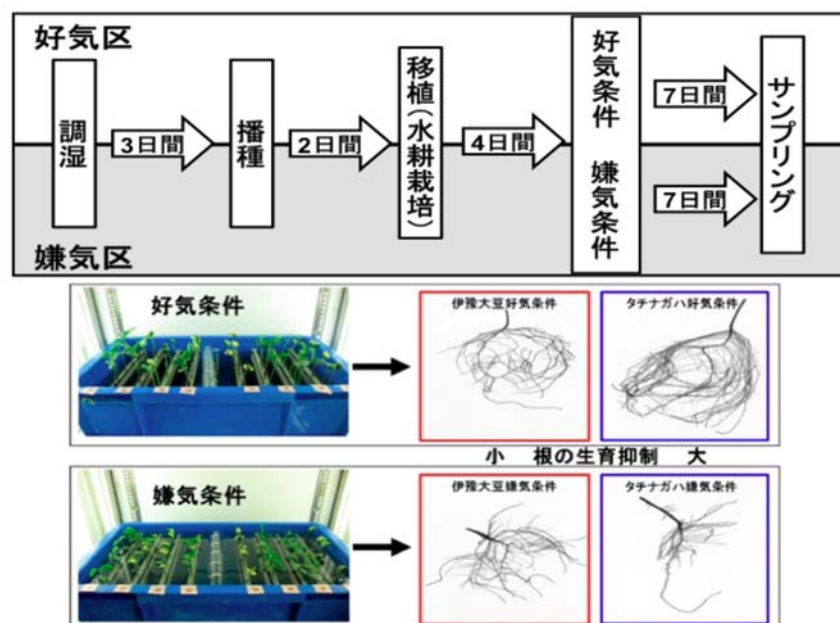 好気区
調湿
3日間
播種
2日間
移植(水耕栽培)
4日間
好気条件
嫌気条件
7日間
7日間
サンプリング
嫌気区
好気条件
伊豫大豆好気条件
タチナガハ好気条件
小 根の生育抑制 大
嫌気条件
伊豫大豆嫌気条件
タチナガハ嫌気条件